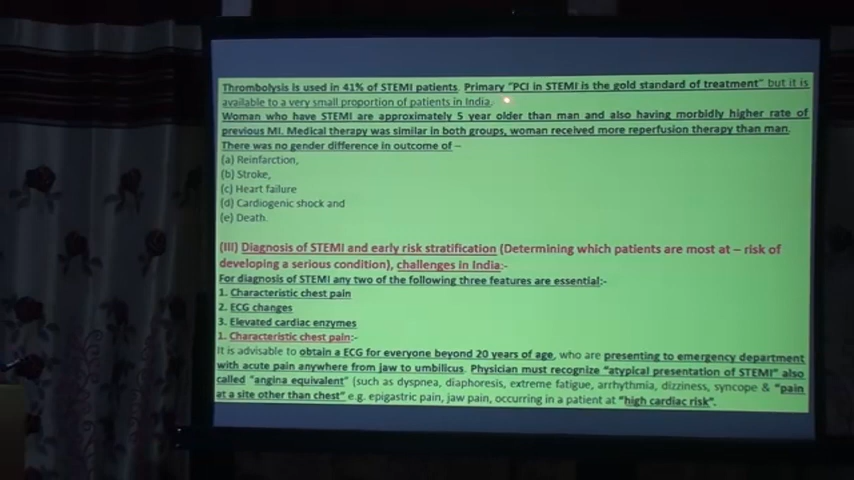 Thrombolysis is used in 41% of STEMI patients. Primary "PCI in STEMI is the gold standard of treatment" but it is
available to a very small proportion of patients in India.
Woman who have STEMI are approximately 5 year older than man and also having morbidly higher rate of
previous MI. Medical therapy was similar in both groups, woman received more reperfusion therapy than man.
There was no gender difference in outcome of –
(a) Reinfarction,
(b) Stroke,
(c) Heart failure
(d) Cardiogenic shock and
(e) Death.
(III) Diagnosis of STEMI and early risk stratification (Determining which patients are most at – risk of
developing a serious condition), challenges in India:-
For diagnosis of STEMI any two of the following three features are essential:-
1. Characteristic chest pain
2. ECG changes
3. Elevated cardiac enzymes
1. Characteristic chest pain:-
It is advisable to obtain a ECG for everyone beyond 20 years of age, who are presenting to emergency department
with acute pain anywhere from jaw to umbilicus. Physician must recognize "atypical presentation of STEMI" also
called "angina equivalent" (such as dyspnea, diaphoresis, extreme fatigue, arrhythmia, dizziness, syncope & "pain
at a site other than chest" e.g. epigastric pain, jaw pain, occurring in a patient at "high cardiac risk".